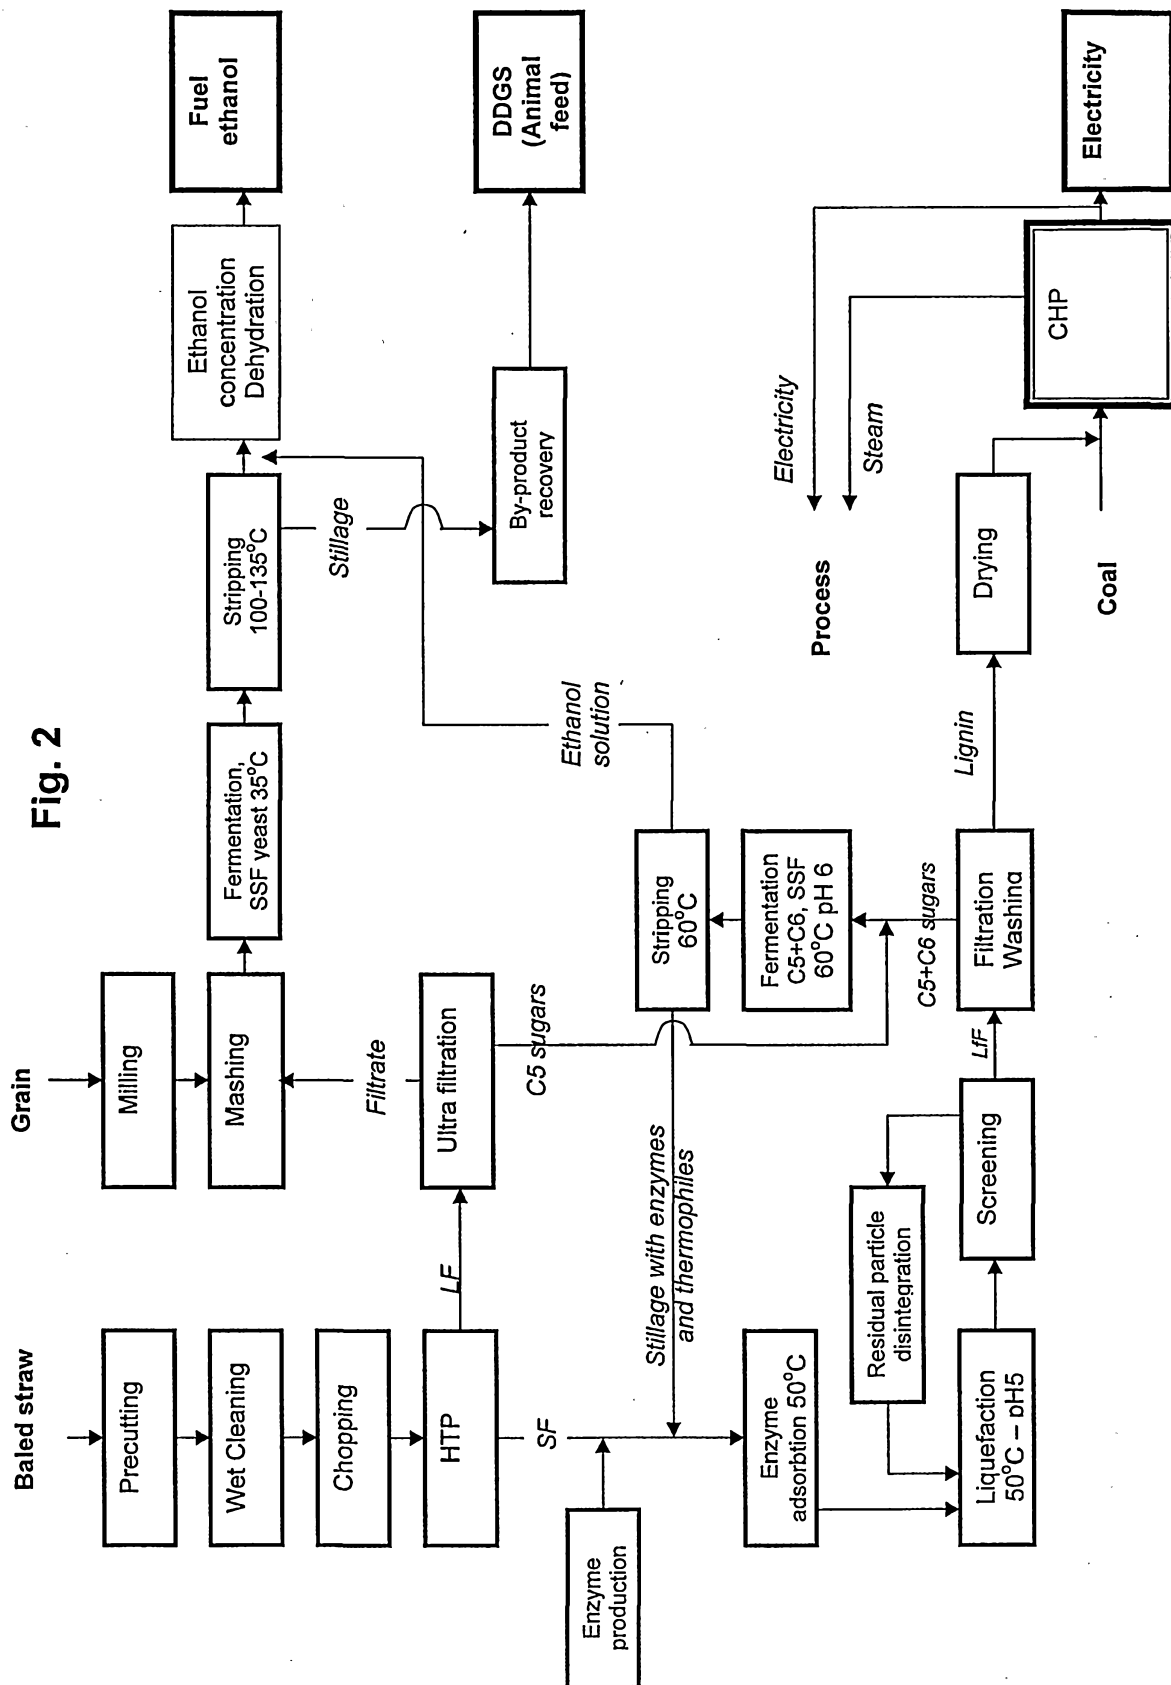 Fig. 2
Baled straw
Precutting
Wet Cleaning
Chopping
HTP
LF
SF
Enzyme
production
Grain
Milling
Mashing
Filtrate
Ultra filtration
C5 sugars
Fermentation,
SSF yeast 35°C
Stripping
100-135°C
Ethanol
concentration
Dehydration
Fuel
ethanol
Stillage
By-product
recovery
DDGS
(Animal
feed)
Ethanol
solution
Stripping
60°C
Fermentation
C5+C6, SSF
60°C pH 6
C5+C6 sugars
Stillage with enzymes
and thermophiles
Enzyme
adsorbtion 50°C
Liquefaction
50°C – pH5
Residual particle
disintegration
Screening
LfF
Filtration
Washing
Lignin
Drying
Coal
Process
Electricity
Steam
CHP
Electricity